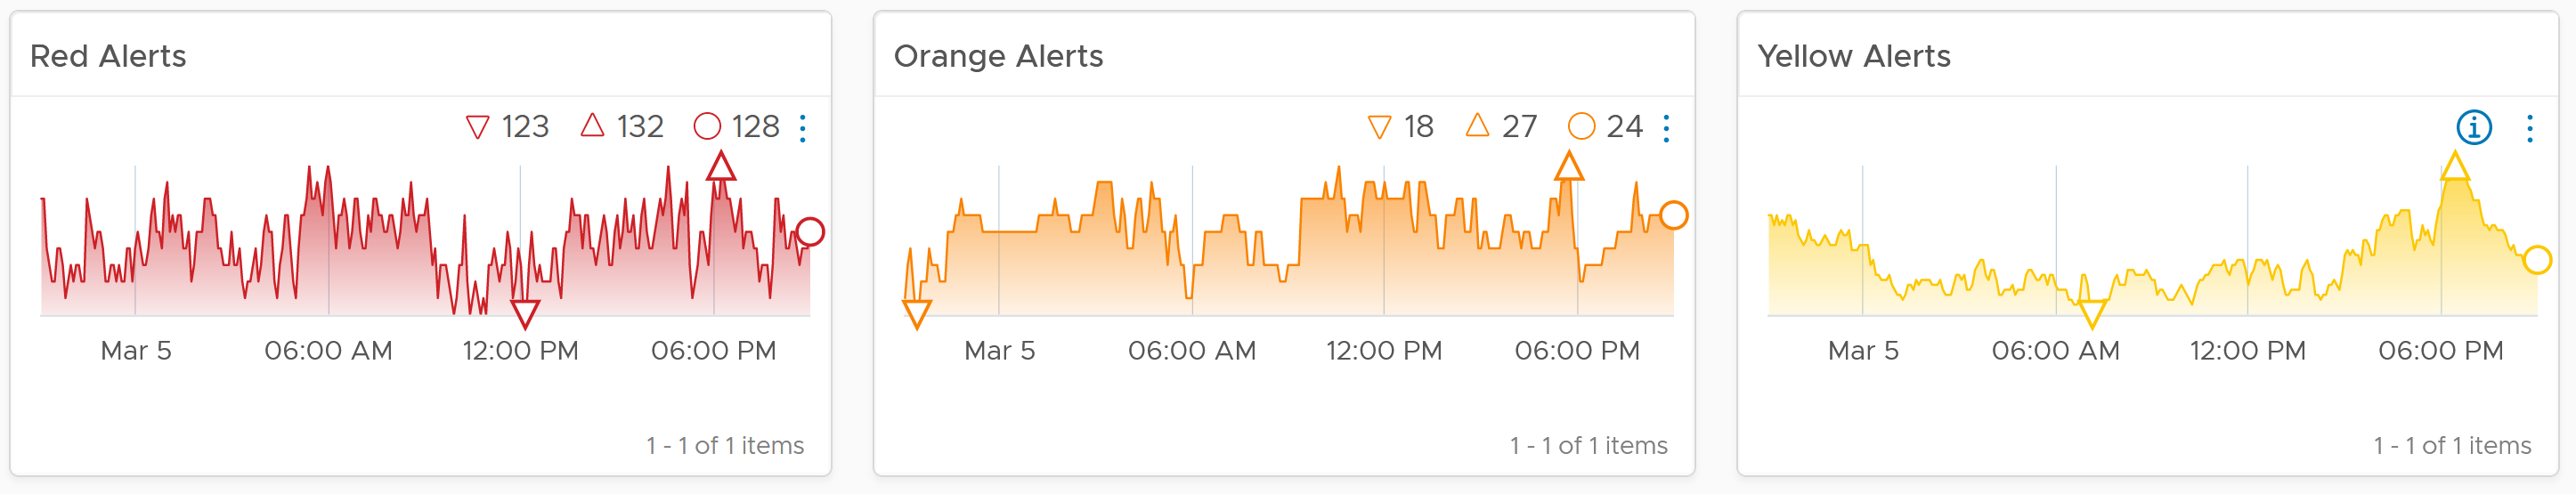 Red Alerts
123 132 128
Mar 5 06:00 AM 12:00 PM 06:00 PM
1 - 1 of 1 items
Orange Alerts
18 27 24
Mar 5 06:00 AM 12:00 PM 06:00 PM
1 - 1 of 1 items
Yellow Alerts
Mar 5 06:00 AM 12:00 PM 06:00 PM
1 - 1 of 1 items